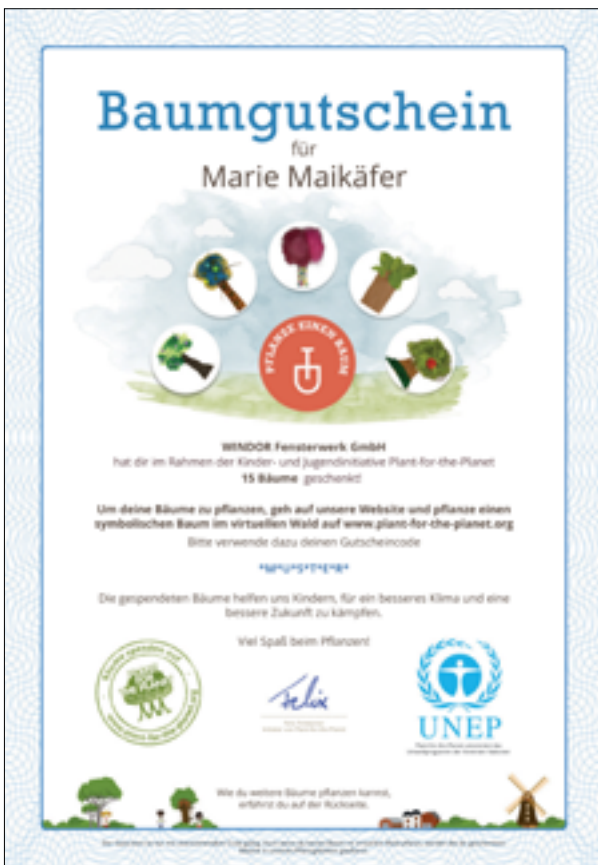 Baumgutschein
für
Marie Maikäfer
PFLANZE EINEN BAUM
WINDOR Fensterwerk GmbH
hat dir im Rahmen der Kinder- und Jugendinitiative Plant-for-the-Planet
15 Bäume geschenkt!
Um deine Bäume zu pflanzen, geh auf unsere Website und pflanze einen
symbolischen Baum im virtuellen Wald auf www.plant-for-the-planet.org
Bitte verwende dazu deinen Gutscheincode
*M*U*S*T*E*R*
Die gespendeten Bäume helfen uns Kindern, für ein besseres Klima und eine
bessere Zukunft zu kämpfen.
Viel Spaß beim Pflanzen!
Felix
UNEP
Wie du weitere Bäume pflanzen kannst,
erfährst du auf der Rückseite.